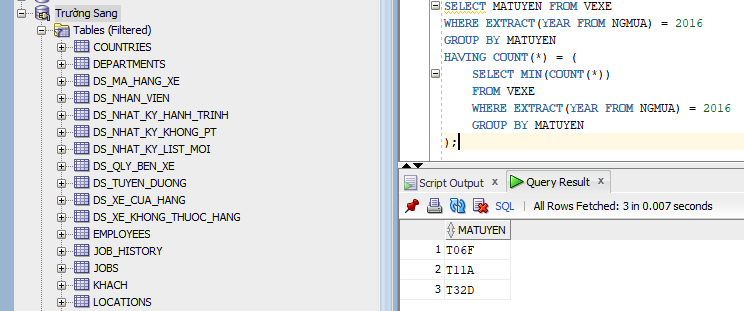 Trường Sang
Tables (Filtered)
COUNTRIES
DEPARTMENTS
DS_MA_HANG_XE
DS_NHAN_VIEN
DS_NHAT_KY_HANH_TRINH
DS_NHAT_KY_KHONG_PT
DS_NHAT_KY_LIST_MOI
DS_QLY_BEN_XE
DS_TUYEN_DUONG
DS_XE_CUA_HANG
DS_XE_KHONG_THUOC_HANG
EMPLOYEES
JOB_HISTORY
JOBS
KHACH
LOCATIONS
SELECT MATUYEN FROM VEXE
WHERE EXTRACT(YEAR FROM NGMUA) = 2016
GROUP BY MATUYEN
HAVING COUNT(*) = (
SELECT MIN(COUNT(*))
FROM VEXE
WHERE EXTRACT(YEAR FROM NGMUA) = 2016
GROUP BY MATUYEN
);
Script Output x Query Result x
SQL | All Rows Fetched: 3 in 0.007 seconds
MATUYEN
1 T06F
2 T11A
3 T32D